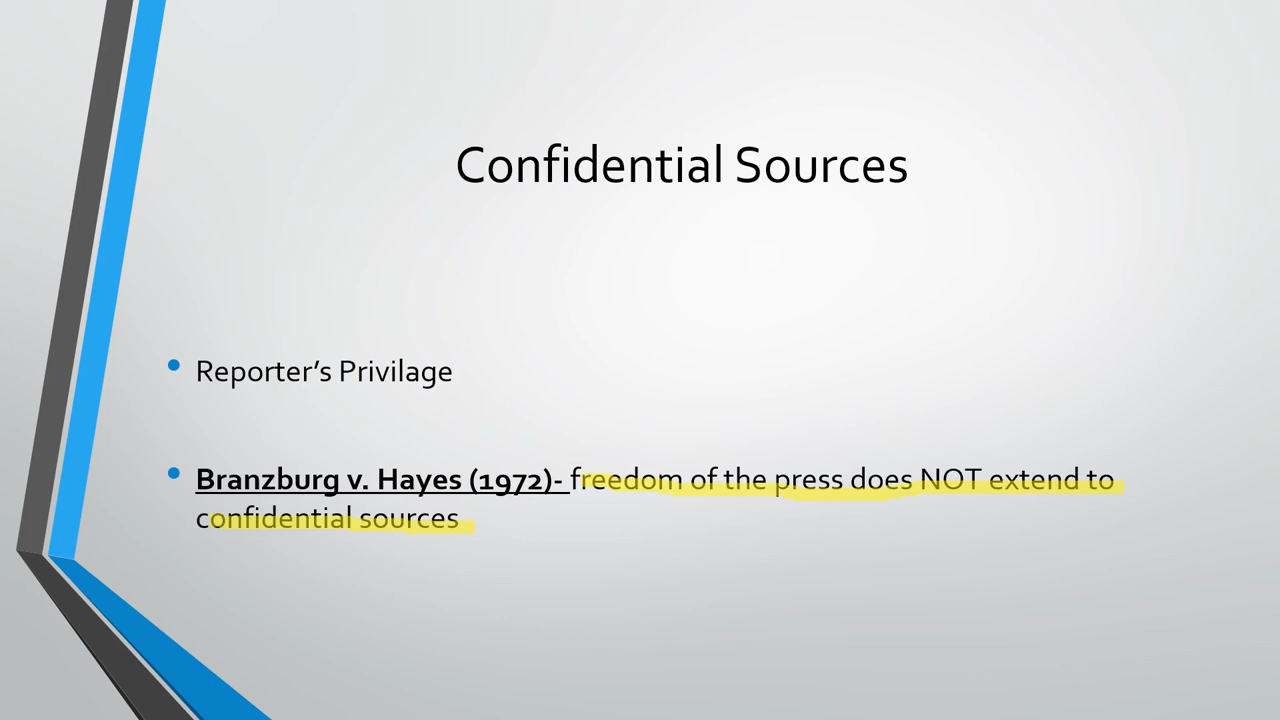 Confidential Sources
Reporter’s Privilage
Branzburg v. Hayes (1972)- freedom of the press does NOT extend to
confidential sources